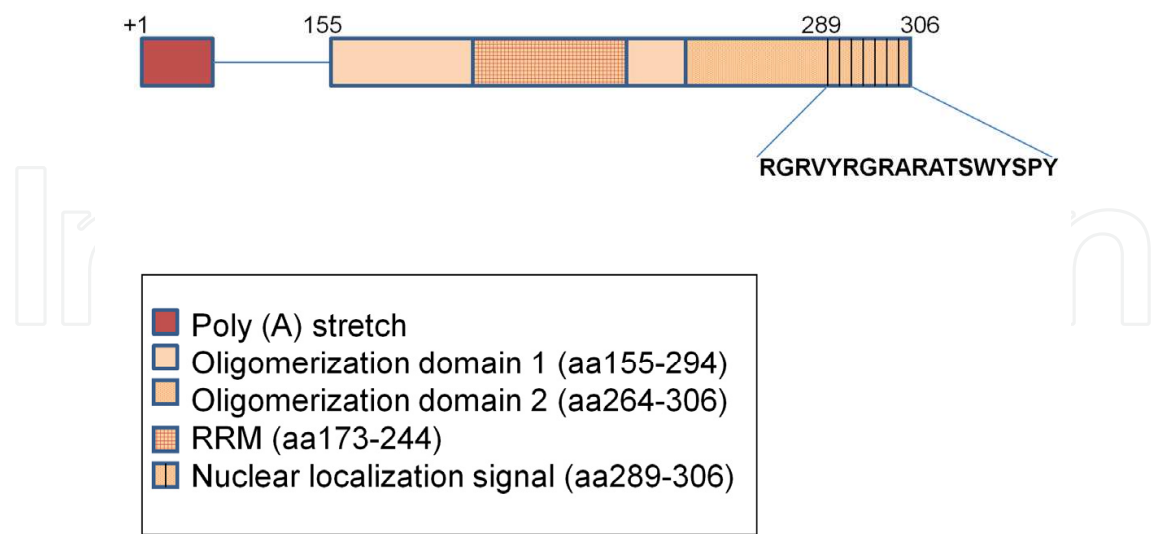 +1 155 289 306
RGRVYRGRARATSWYSPY
Poly (A) stretch
Oligomerization domain 1 (aa155-294)
Oligomerization domain 2 (aa264-306)
RRM (aa173-244)
Nuclear localization signal (aa289-306)